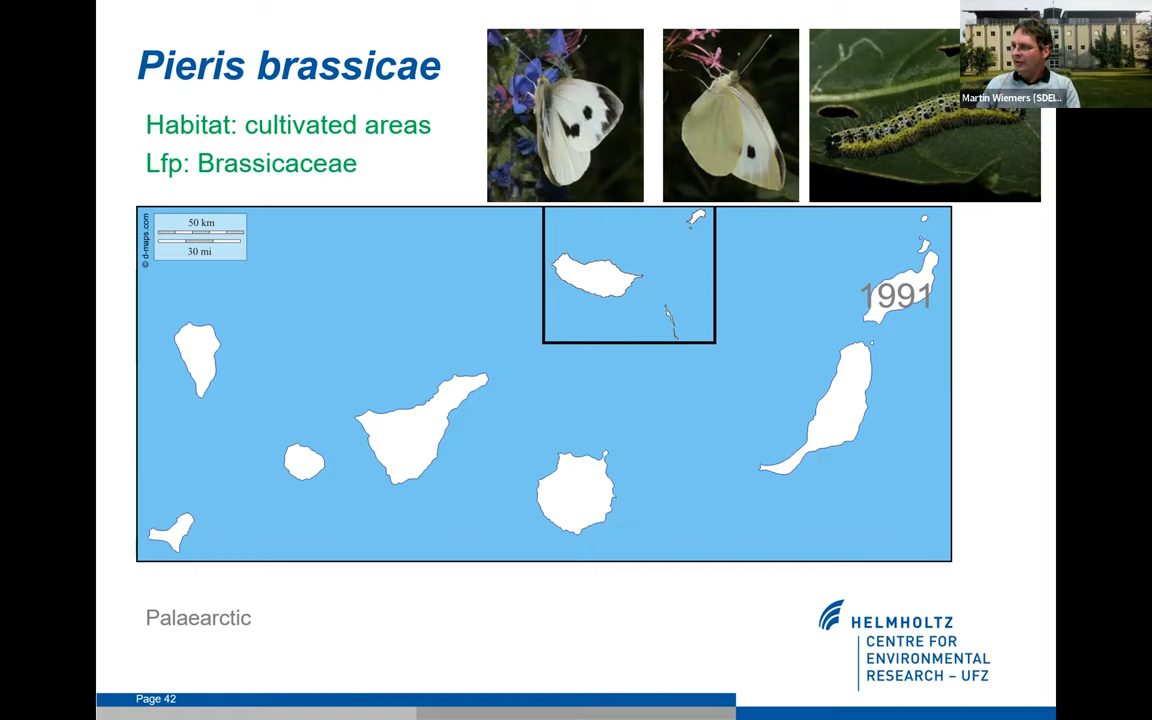 Pieris brassicae
Habitat: cultivated areas
Lfp: Brassicaceae
Martin Wiemers (SDEI...
© d-maps.com
50 km
30 mi
1991
Palaearctic
HELMHOLTZ
CENTRE FOR
ENVIRONMENTAL
RESEARCH – UFZ
Page 42